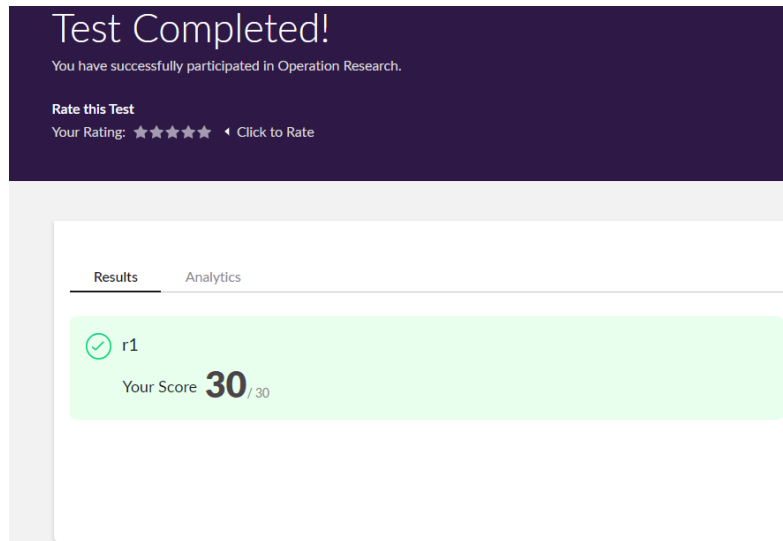 Test Completed!
You have successfully participated in Operation Research.
Rate this Test
Your Rating: Click to Rate
Results Analytics
r1
Your Score 30/ 30